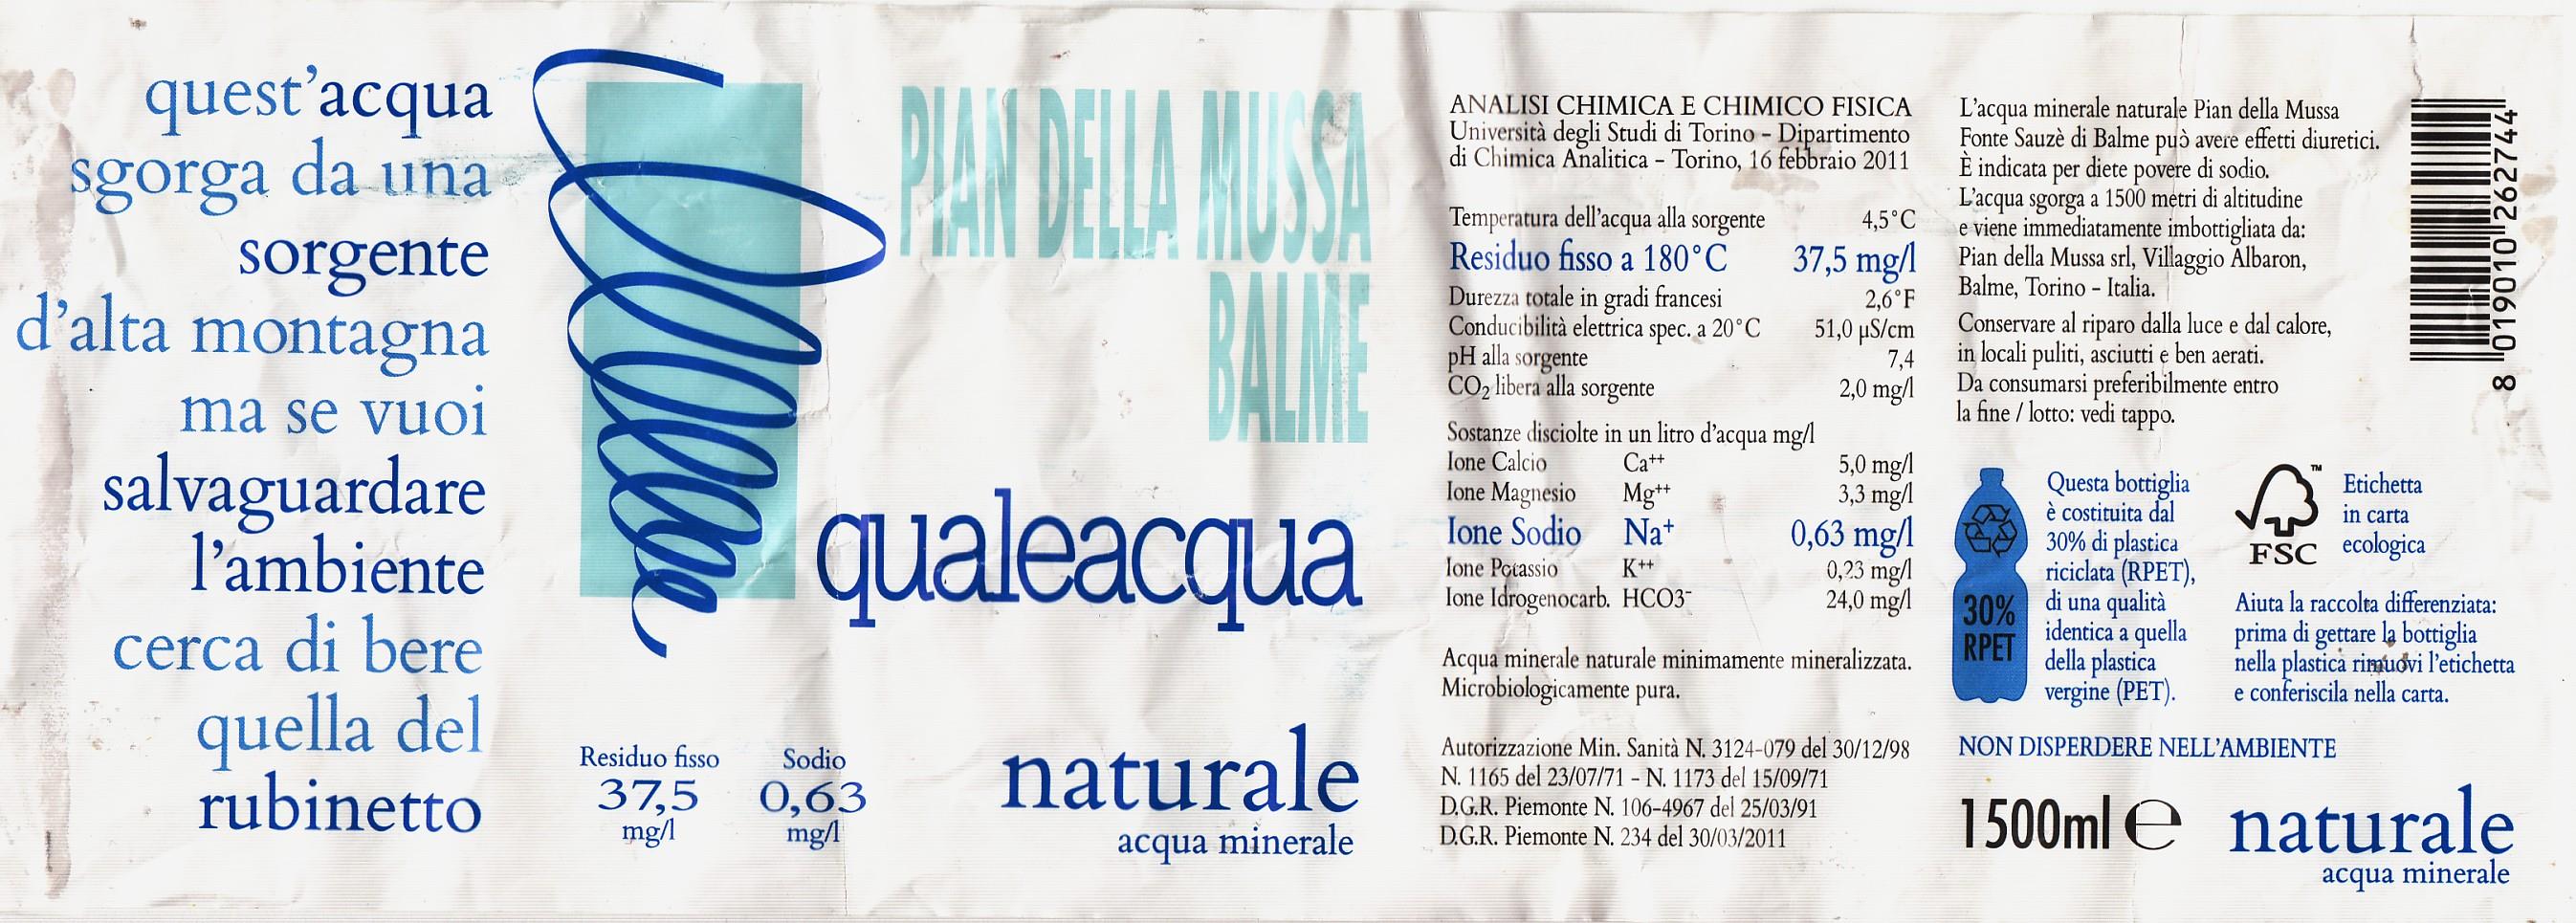 quest'acqua
sgorga da una
sorgente
d'alta montagna
ma se vuoi
salvaguardare
l'ambiente
cerca di bere
quella del
rubinetto
PIAN DELLA MUSSA
BALME
qualeacqua
Residuo fisso
37,5
mg/l
Sodio
0,63
mg/l
naturale
acqua minerale
ANALISI CHIMICA E CHIMICO FISICA
Università degli Studi di Torino - Dipartimento
di Chimica Analitica - Torino, 16 febbraio 2011
Temperatura dell'acqua alla sorgente 4,5°C
Residuo fisso a 180°C 37,5 mg/l
Durezza totale in gradi francesi 2,6°F
Conducibilità elettrica spec. a 20°C 51,0 µS/cm
pH alla sorgente 7,4
CO₂ libera alla sorgente 2,0 mg/l
Sostanze disciolte in un litro d'acqua mg/l
Ione Calcio Ca⁺⁺ 5,0 mg/l
Ione Magnesio Mg⁺⁺ 3,3 mg/l
Ione Sodio Na⁺ 0,63 mg/l
Ione Potassio K⁺⁺ 0,23 mg/l
Ione Idrogenocarb. HCO3⁻ 24,0 mg/l
Acqua minerale naturale minimamente mineralizzata.
Microbiologicamente pura.
Autorizzazione Min. Sanità N. 3124-079 del 30/12/98
N. 1165 del 23/07/71 - N. 1173 del 15/09/71
D.G.R. Piemonte N. 106-4967 del 25/03/91
D.G.R. Piemonte N. 234 del 30/03/2011
L'acqua minerale naturale Pian della Mussa
Fonte Sauzè di Balme può avere effetti diuretici.
È indicata per diete povere di sodio.
L'acqua sgorga a 1500 metri di altitudine
e viene immediatamente imbottigliata da:
Pian della Mussa srl, Villaggio Albaron,
Balme, Torino - Italia.
Conservare al riparo dalla luce e dal calore,
in locali puliti, asciutti e ben aerati.
Da consumarsi preferibilmente entro
la fine / lotto: vedi tappo.
8 019010 262744
30%
RPET
Questa bottiglia
è costituita dal
30% di plastica
riciclata (RPET),
di una qualità
identica a quella
della plastica
vergine (PET).
™
FSC
Etichetta
in carta
ecologica
Aiuta la raccolta differenziata:
prima di gettare la bottiglia
nella plastica rimuovi l'etichetta
e conferiscila nella carta.
NON DISPERDERE NELL'AMBIENTE
1500ml ℮
naturale
acqua minerale